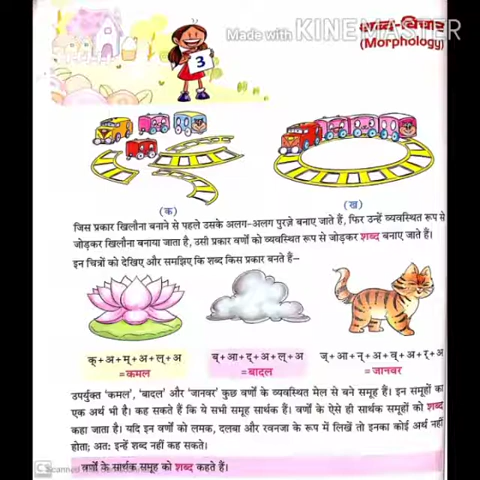 शब्द-विचार
Made with KINEMASTER
(Morphology)
3
(क) (ख)
जिस प्रकार खिलौना बनाने से पहले उसके अलग-अलग पुरज़े बनाए जाते हैं, फिर उन्हें व्यवस्थित रूप से
जोड़कर खिलौना बनाया जाता है, उसी प्रकार वर्णों को व्यवस्थित रूप से जोड़कर शब्द बनाए जाते हैं।
इन चित्रों को देखिए और समझिए कि शब्द किस प्रकार बनते हैं–
क्+अ+म्+अ+ल्+अ ब्+आ+द्+अ+ल्+अ ज्+आ+न्+अ+व्+अ+र्+अ
=कमल =बादल =जानवर
उपर्युक्त ‘कमल’, ‘बादल’ और ‘जानवर’ कुछ वर्णों के व्यवस्थित मेल से बने समूह हैं। इन समूहों का
एक अर्थ भी है। कह सकते हैं कि ये सभी समूह सार्थक हैं। वर्णों के ऐसे ही सार्थक समूहों को शब्द
कहा जाता है। यदि इन वर्णों को लमक, दलबा और रवनजा के रूप में लिखें तो इनका कोई अर्थ नहीं
होता; अतः इन्हें शब्द नहीं कह सकते।
वर्णों के सार्थक समूह को शब्द कहते हैं।
CS Scanned